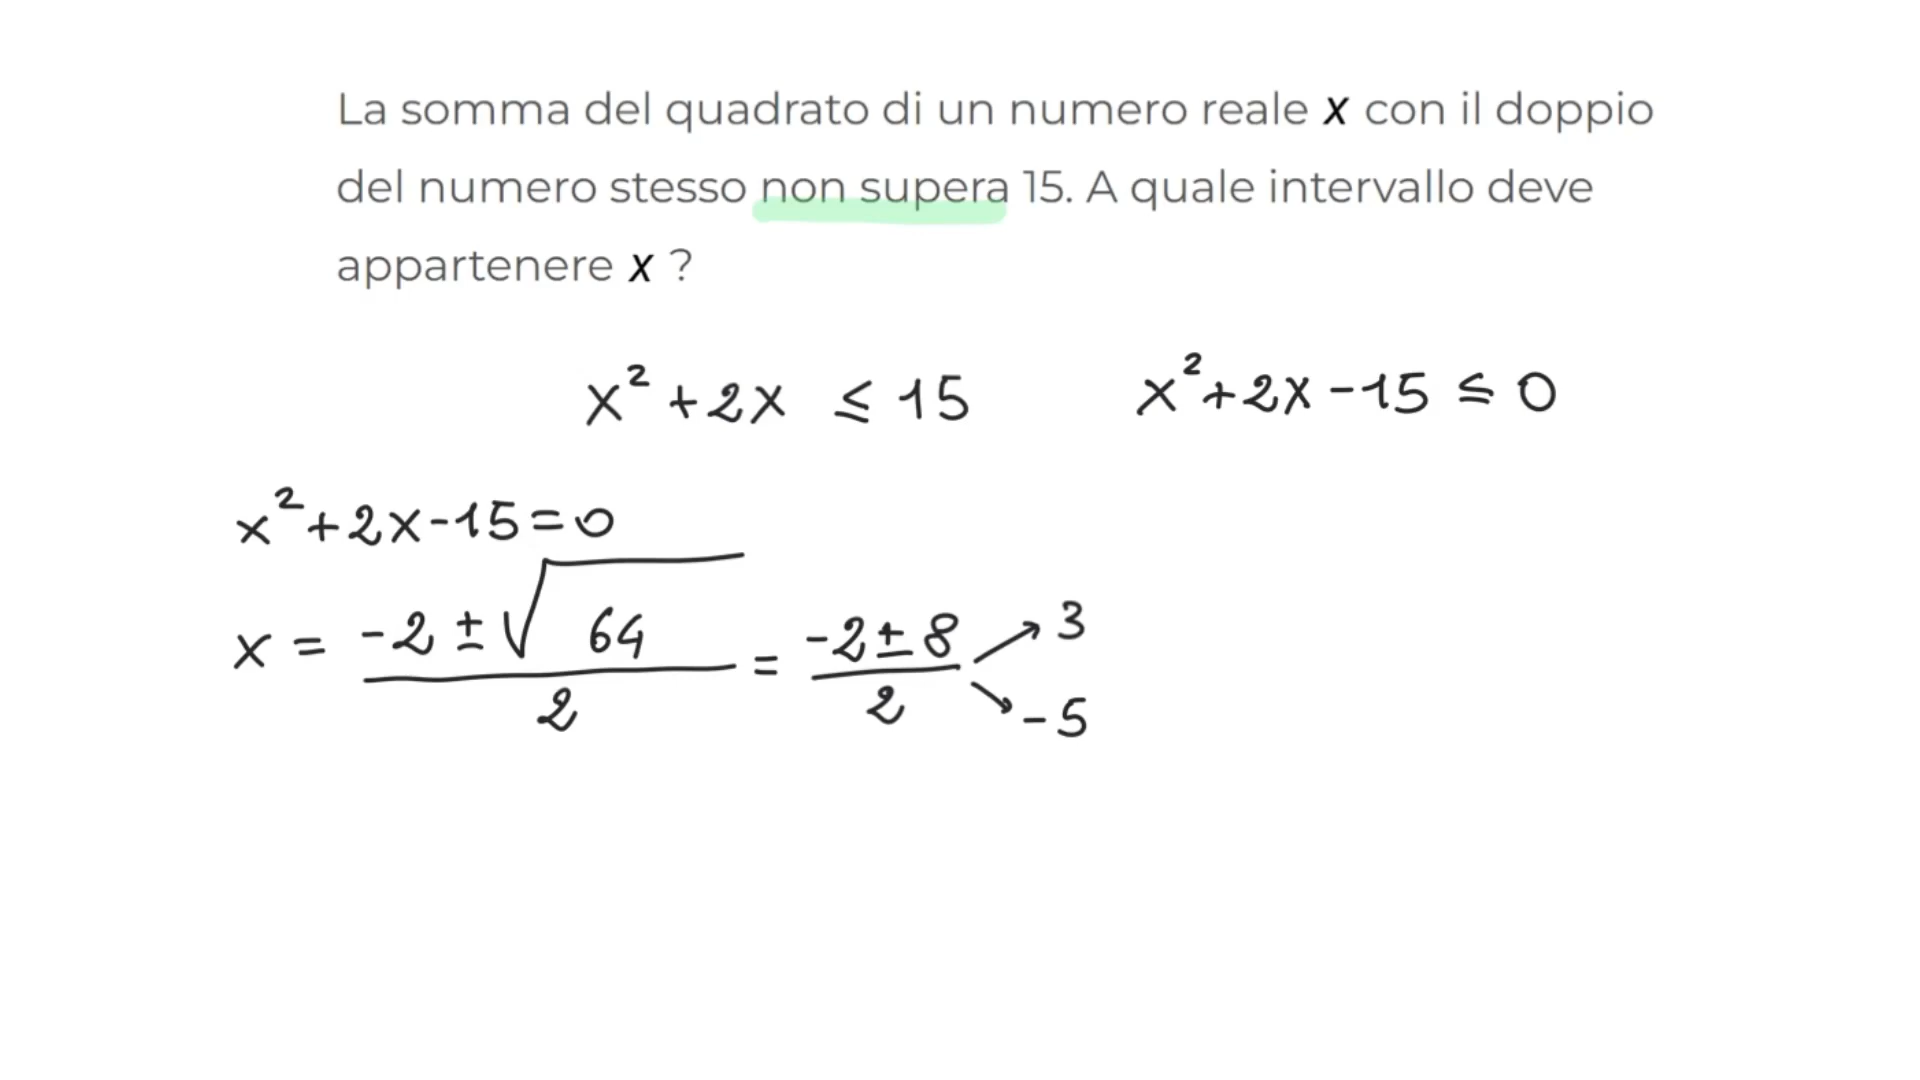 La somma del quadrato di un numero reale x con il doppio
del numero stesso non supera 15. A quale intervallo deve
appartenere x ?
x² + 2x ≤ 15    x² + 2x - 15 ≤ 0
x² + 2x - 15 = 0
x = (-2 ± √64)/2 = (-2 ± 8)/2 ↗ 3 ↘ -5